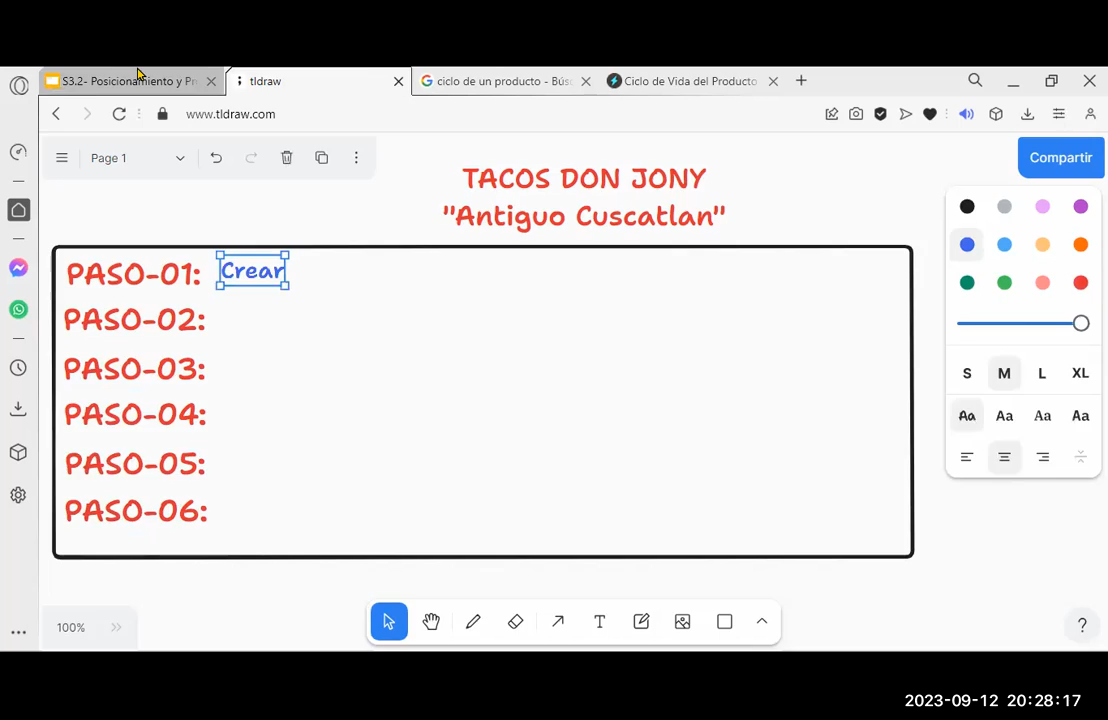 S3.2- Posicionamiento y Pr
tldraw
ciclo de un producto - Bús
Ciclo de Vida del Producto
www.tldraw.com
Page 1
Compartir
TACOS DON JONY
"Antiguo Cuscatlan"
PASO-01: Crear
PASO-02:
PASO-03:
PASO-04:
PASO-05:
PASO-06:
S M L XL
Aa Aa Aa Aa
100%
?
2023-09-12 20:28:17